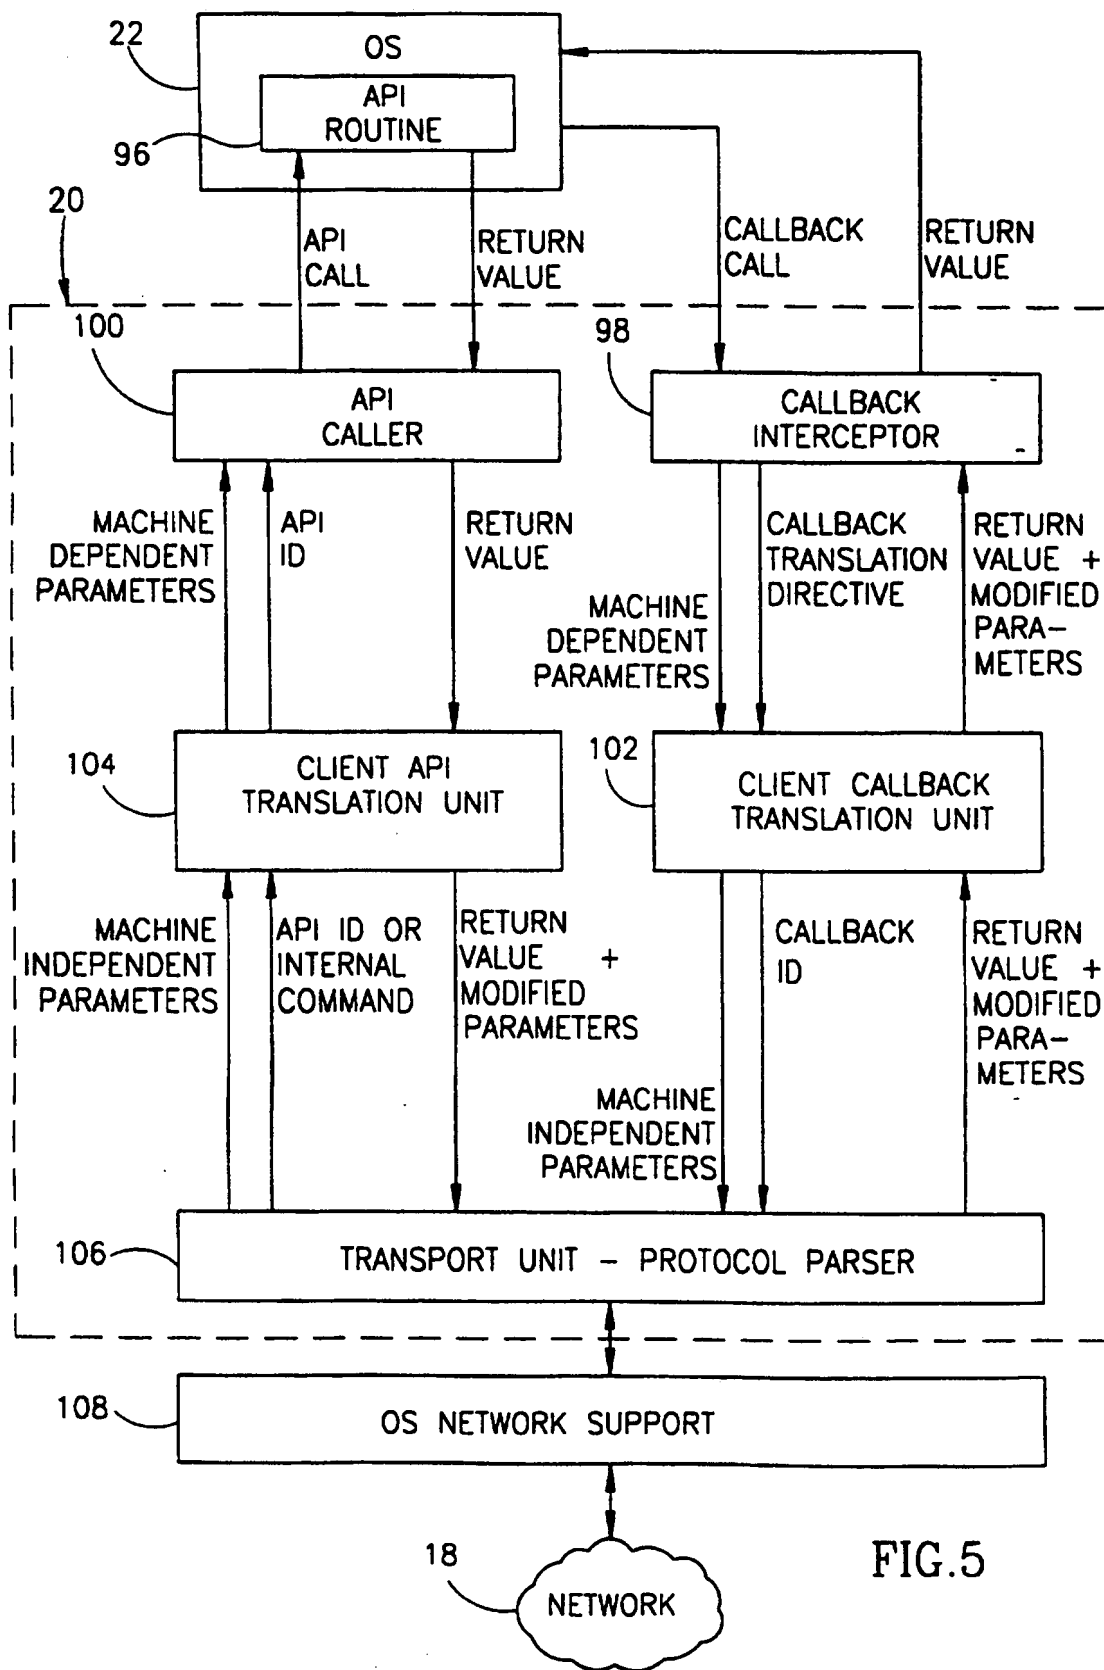 22
OS
API
ROUTINE
96
20
API
CALL
RETURN
VALUE
CALLBACK
CALL
RETURN
VALUE
100
API
CALLER
98
CALLBACK
INTERCEPTOR
MACHINE
DEPENDENT
PARAMETERS
API
ID
RETURN
VALUE
MACHINE
DEPENDENT
PARAMETERS
CALLBACK
TRANSLATION
DIRECTIVE
RETURN
VALUE +
MODIFIED
PARA-
METERS
104
CLIENT API
TRANSLATION UNIT
102
CLIENT CALLBACK
TRANSLATION UNIT
MACHINE
INDEPENDENT
PARAMETERS
API ID OR
INTERNAL
COMMAND
RETURN
VALUE +
MODIFIED
PARAMETERS
MACHINE
INDEPENDENT
PARAMETERS
CALLBACK
ID
RETURN
VALUE +
MODIFIED
PARA-
METERS
106
TRANSPORT UNIT – PROTOCOL PARSER
108
OS NETWORK SUPPORT
18
NETWORK
FIG.5